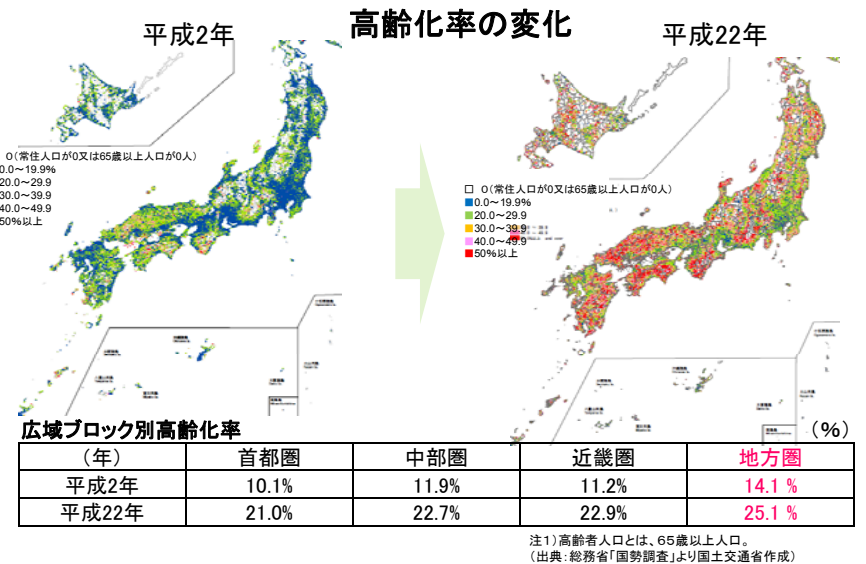 高齢化率の変化
平成2年
平成22年
0(常住人口が0又は65歳以上人口が0人)
0.0～19.9%
20.0～29.9
30.0～39.9
40.0～49.9
50%以上
0(常住人口が0又は65歳以上人口が0人)
0.0～19.9%
20.0～29.9
30.0～39.9
40.0～49.9
50%以上
広域ブロック別高齢化率
(%)
(年) 首都圏 中部圏 近畿圏 地方圏
平成2年 10.1% 11.9% 11.2% 14.1 %
平成22年 21.0% 22.7% 22.9% 25.1 %
注1)高齢者人口とは、65歳以上人口。
(出典:総務省「国勢調査」より国土交通省作成)